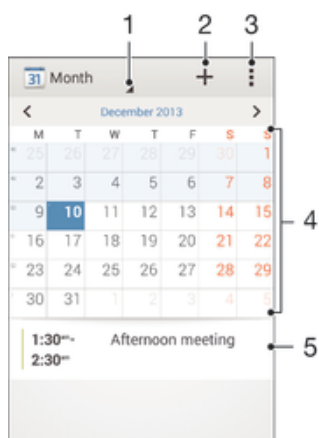 1 2 3
31 Month
December 2013
M T W T F S S
25 26 27 28 29 30 1
2 3 4 5 6 7 8
9 10 11 12 13 14 15
4
16 17 18 19 20 21 22
23 24 25 26 27 28 29
30 31 1 2 3 4 5
1:30 - Afternoon meeting
5
2:30